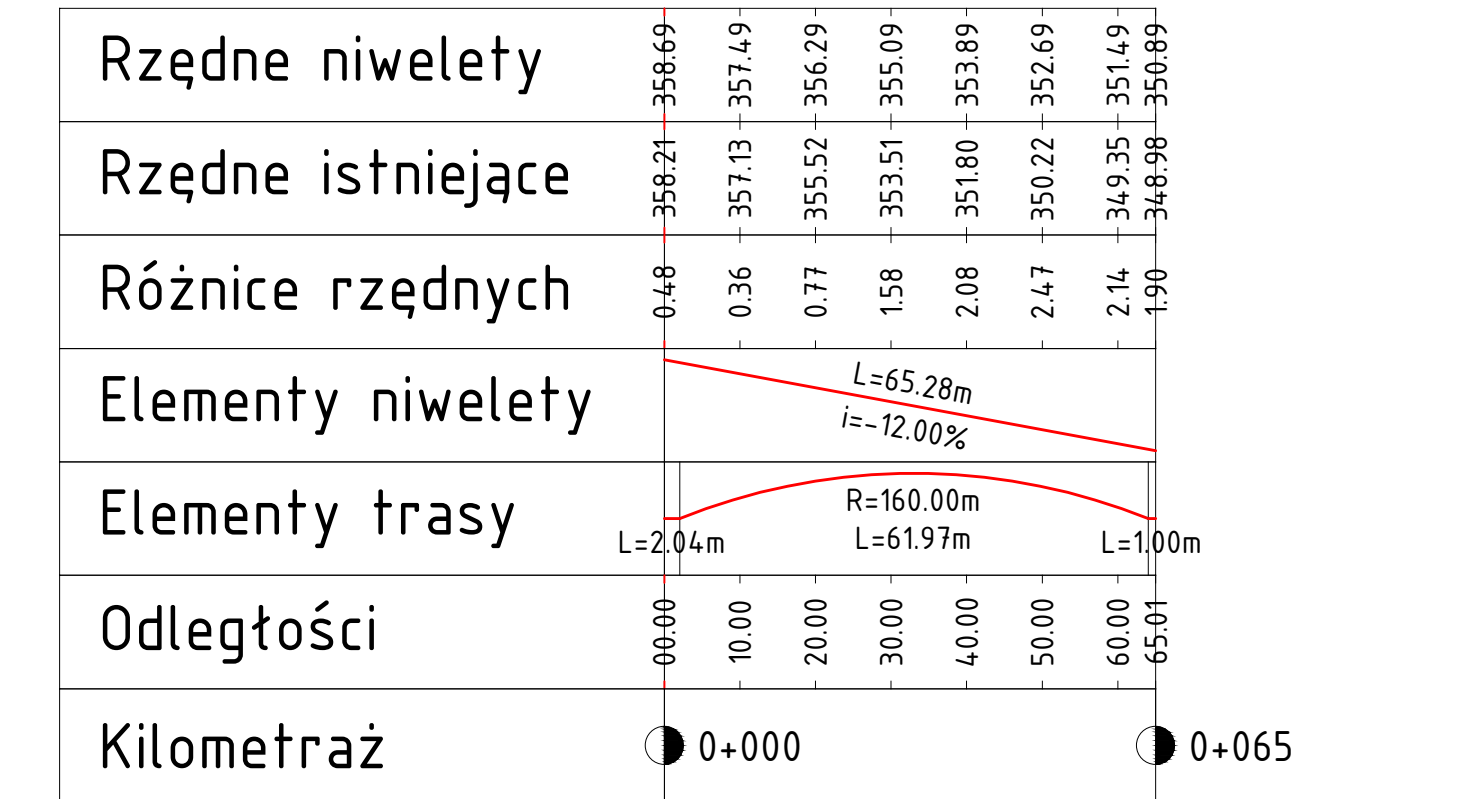 Rzędne niwelety 358.69 357.49 356.29 355.09 353.89 352.69 351.49 350.89
Rzędne istniejące 358.21 357.13 355.52 353.51 351.80 350.22 349.35 348.98
Różnice rzędnych 0.48 0.36 0.77 1.58 2.08 2.47 2.14 1.90
Elementy niwelety L=65.28m
i=-12.00%
Elementy trasy R=160.00m
L=2.04m L=61.97m L=1.00m
Odległości 00.00 10.00 20.00 30.00 40.00 50.00 60.00 65.01
Kilometraż 0+000 0+065